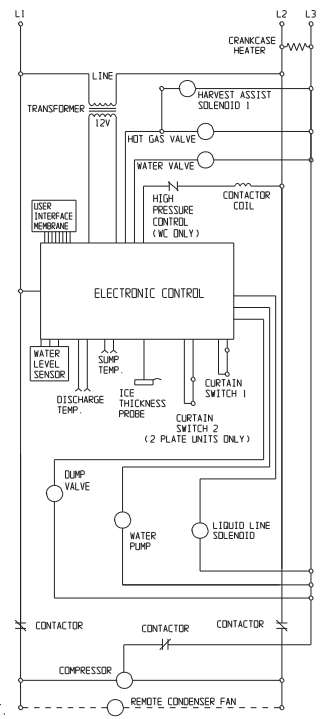 L1
L2
L3
CRANKCASE
HEATER
LINE
TRANSFORMER
12V
HARVEST ASSIST
SOLENOID 1
HOT GAS VALVE
WATER VALVE
USER
INTERFACE
MEMBRANE
HIGH
PRESSURE
CONTROL
(WC ONLY)
CONTACTOR
COIL
ELECTRONIC CONTROL
WATER
LEVEL
SENSOR
DISCHARGE
TEMP.
SUMP
TEMP.
ICE
THICKNESS
PROBE
CURTAIN
SWITCH 1
CURTAIN
SWITCH 2
(2 PLATE UNITS ONLY)
DUMP
VALVE
WATER
PUMP
LIQUID LINE
SOLENOID
CONTACTOR
CONTACTOR
CONTACTOR
COMPRESSOR
REMOTE CONDENSER FAN